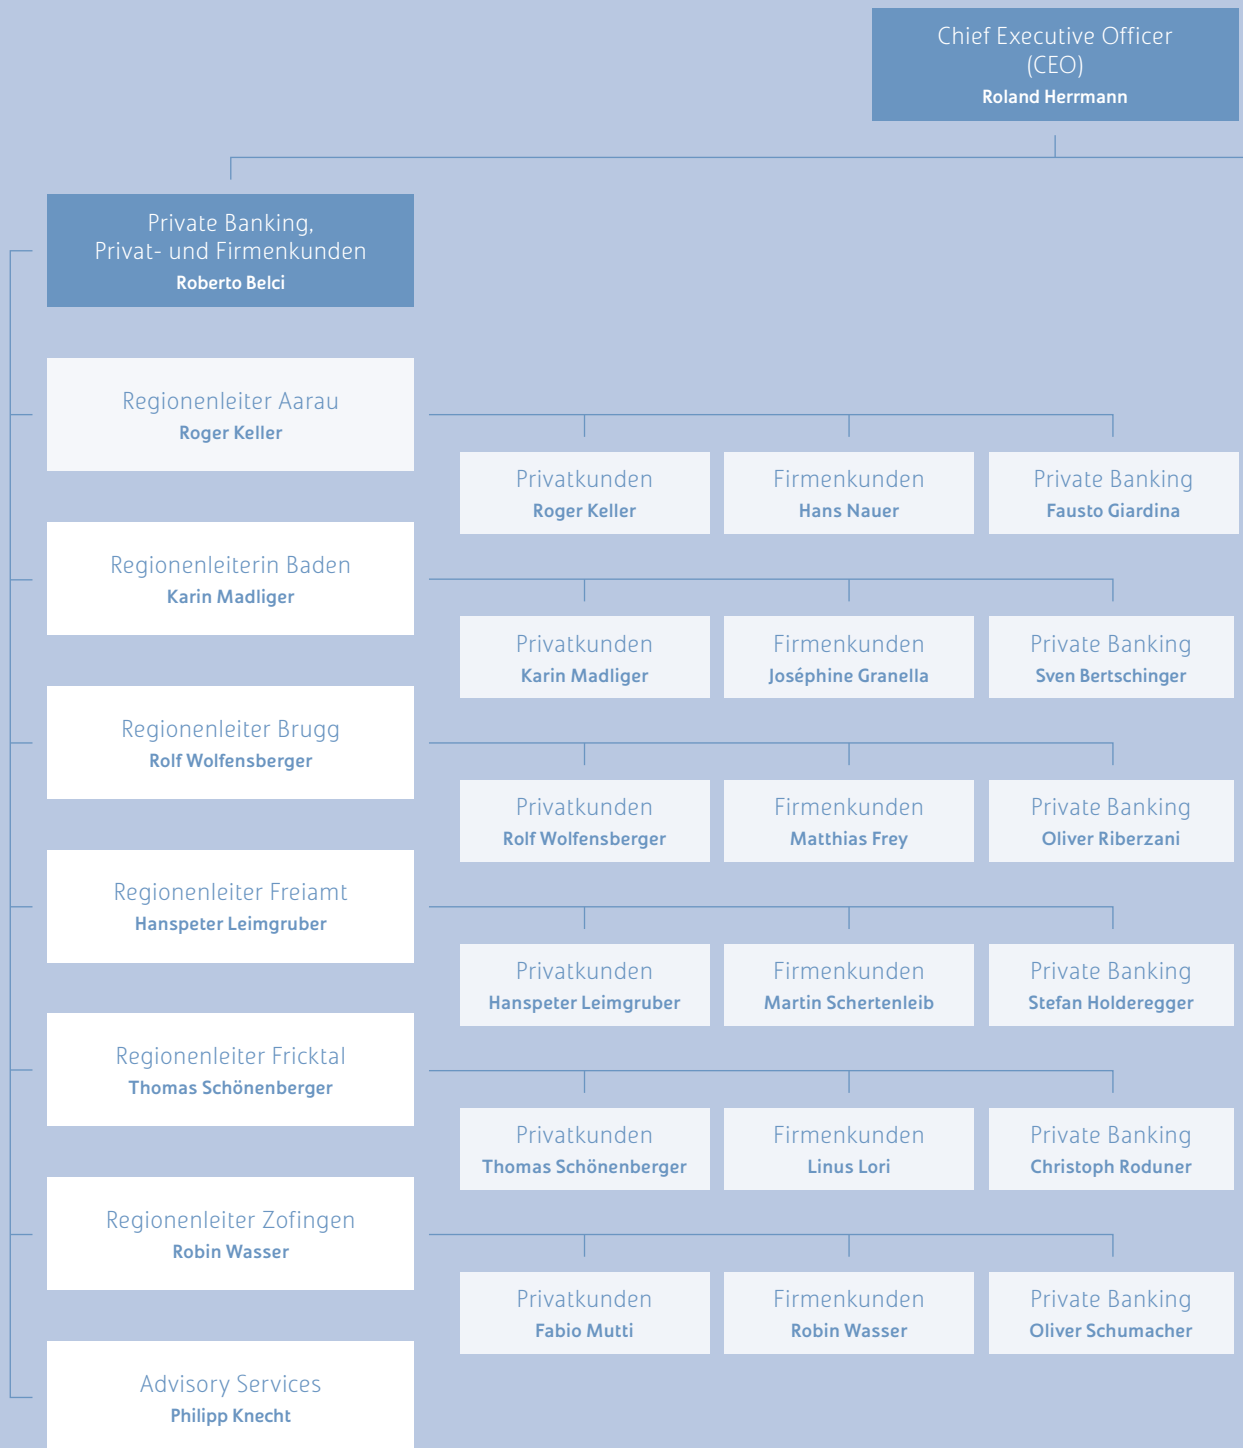 Chief Executive Officer
(CEO)
Roland Herrmann
Private Banking,
Privat- und Firmenkunden
Roberto Belci
Regionenleiter Aarau
Roger Keller
Privatkunden
Roger Keller
Firmenkunden
Hans Nauer
Private Banking
Fausto Giardina
Regionenleiterin Baden
Karin Madliger
Privatkunden
Karin Madliger
Firmenkunden
Joséphine Granella
Private Banking
Sven Bertschinger
Regionenleiter Brugg
Rolf Wolfensberger
Privatkunden
Rolf Wolfensberger
Firmenkunden
Matthias Frey
Private Banking
Oliver Riberzani
Regionenleiter Freiamt
Hanspeter Leimgruber
Privatkunden
Hanspeter Leimgruber
Firmenkunden
Martin Schertenleib
Private Banking
Stefan Holderegger
Regionenleiter Fricktal
Thomas Schönenberger
Privatkunden
Thomas Schönenberger
Firmenkunden
Linus Lori
Private Banking
Christoph Roduner
Regionenleiter Zofingen
Robin Wasser
Privatkunden
Fabio Mutti
Firmenkunden
Robin Wasser
Private Banking
Oliver Schumacher
Advisory Services
Philipp Knecht